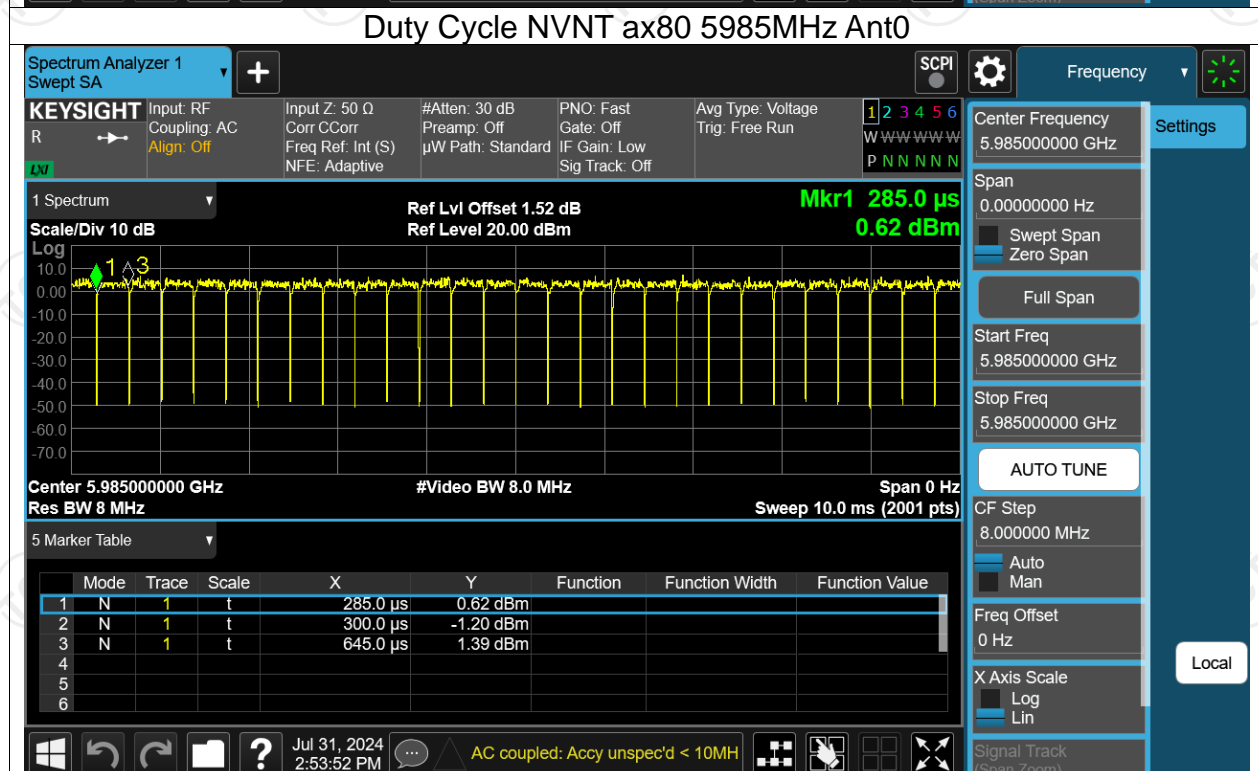 (Span Zoom)
Duty Cycle NVNT ax80 5985MHz Ant0
Spectrum Analyzer 1
Swept SA
+
SCPI
Frequency
KEYSIGHT
R
LXI
Input: RF
Coupling: AC
Align: Off
Input Z: 50 Ω
Corr CCorr
Freq Ref: Int (S)
NFE: Adaptive
#Atten: 30 dB
Preamp: Off
µW Path: Standard
PNO: Fast
Gate: Off
IF Gain: Low
Sig Track: Off
Avg Type: Voltage
Trig: Free Run
1 2 3 4 5 6
W W W W W W
P N N N N N
1 Spectrum
Scale/Div 10 dB
Ref Lvl Offset 1.52 dB
Ref Level 20.00 dBm
Mkr1 285.0 µs
0.62 dBm
Log
10.0
0.00
-10.0
-20.0
-30.0
-40.0
-50.0
-60.0
-70.0
1
3
Center 5.985000000 GHz
Res BW 8 MHz
#Video BW 8.0 MHz
Span 0 Hz
Sweep 10.0 ms (2001 pts)
5 Marker Table
Mode Trace Scale X Y Function Function Width Function Value
1 N 1 t 285.0 µs 0.62 dBm
2 N 1 t 300.0 µs -1.20 dBm
3 N 1 t 645.0 µs 1.39 dBm
4
5
6
Center Frequency
5.985000000 GHz
Span
0.00000000 Hz
Swept Span
Zero Span
Full Span
Start Freq
5.985000000 GHz
Stop Freq
5.985000000 GHz
AUTO TUNE
CF Step
8.000000 MHz
Auto
Man
Freq Offset
0 Hz
X Axis Scale
Log
Lin
Signal Track
(Span Zoom)
Settings
Local
?
Jul 31, 2024
2:53:52 PM
AC coupled: Accy unspec'd < 10MH